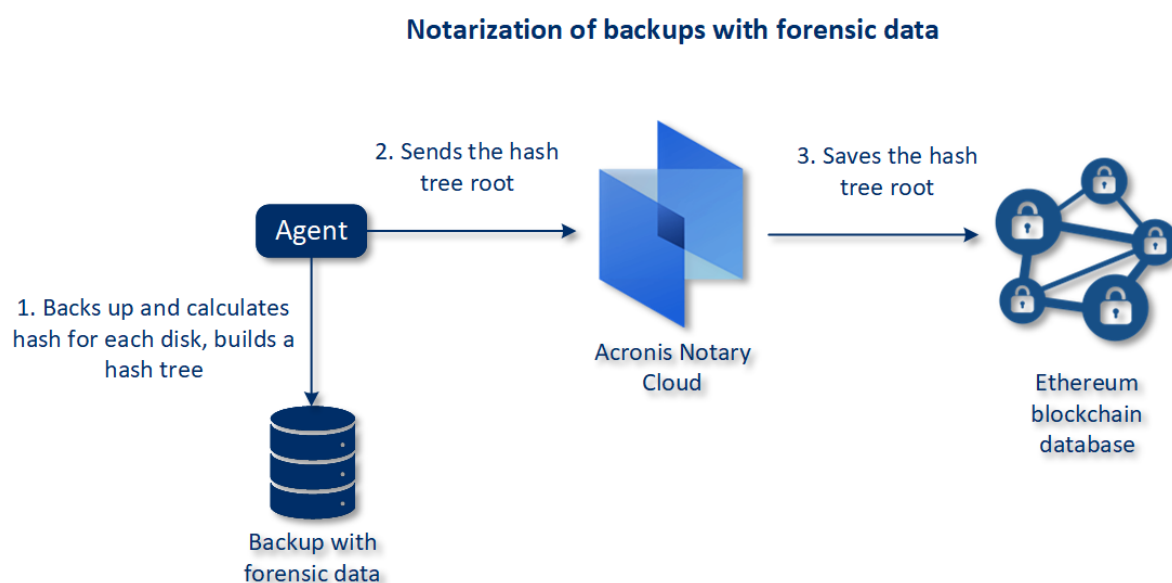 Notarization of backups with forensic data
2. Sends the hash
tree root
3. Saves the hash
tree root
Agent
1. Backs up and calculates
hash for each disk, builds a
hash tree
Acronis Notary
Cloud
Ethereum
blockchain
database
Backup with
forensic data